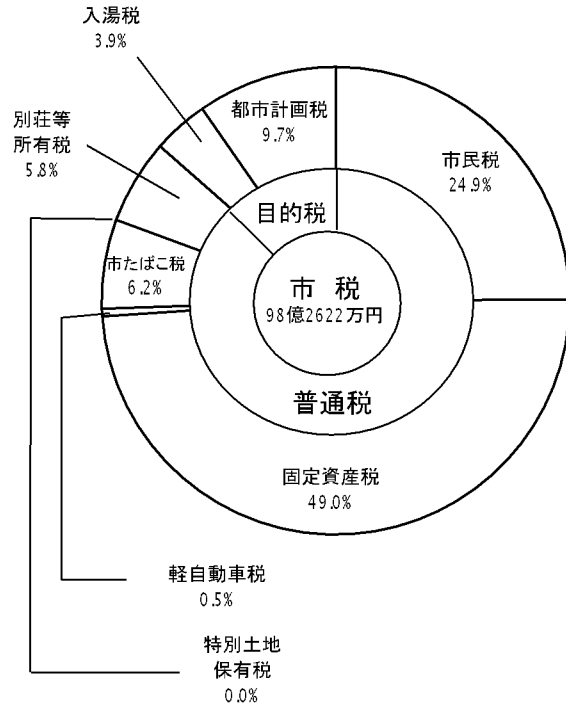 入湯税
3.9%
都市計画税
9.7%
別荘等
所有税
5.8%
市民税
24.9%
目的税
市たばこ税
6.2%
市 税
98億2622万円
普通税
固定資産税
49.0%
軽自動車税
0.5%
特別土地
保有税
0.0%